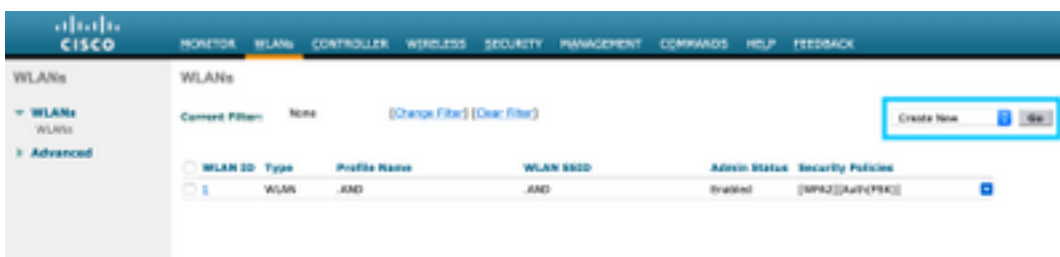 CISCO
MONITOR WLANs CONTROLLER WIRELESS SECURITY MANAGEMENT COMMANDS HELP FEEDBACK
WLANs
WLANs
WLANs
WLANs
Advanced
Current Filter: None [Change Filter] [Clear Filter]
Create New Go
WLAN ID Type Profile Name WLAN SSID Admin Status Security Policies
1 WLAN .AND .AND Enabled [WPA2][Auth(PSK)]